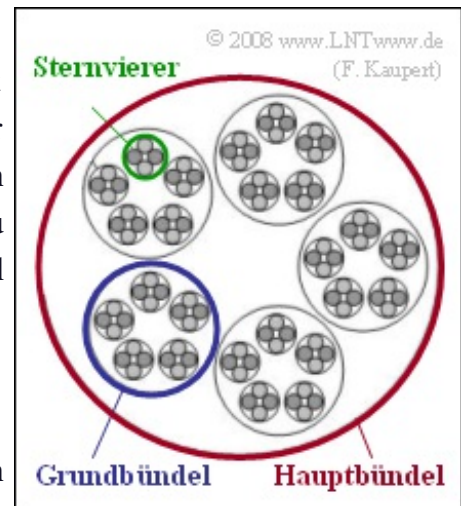 © 2008 www.LNTwww.de
(F. Kaupert)
Sternvierer
Grundbündel
Hauptbündel